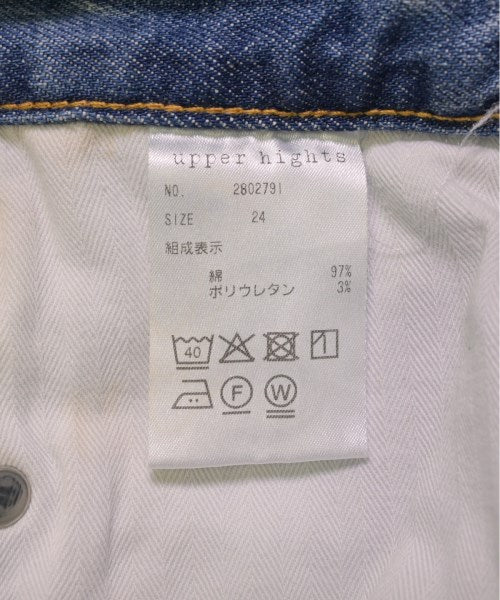 upper hights
NO. 2802791
SIZE 24
組成表示
綿 97%
ポリウレタン 3%
40
F W